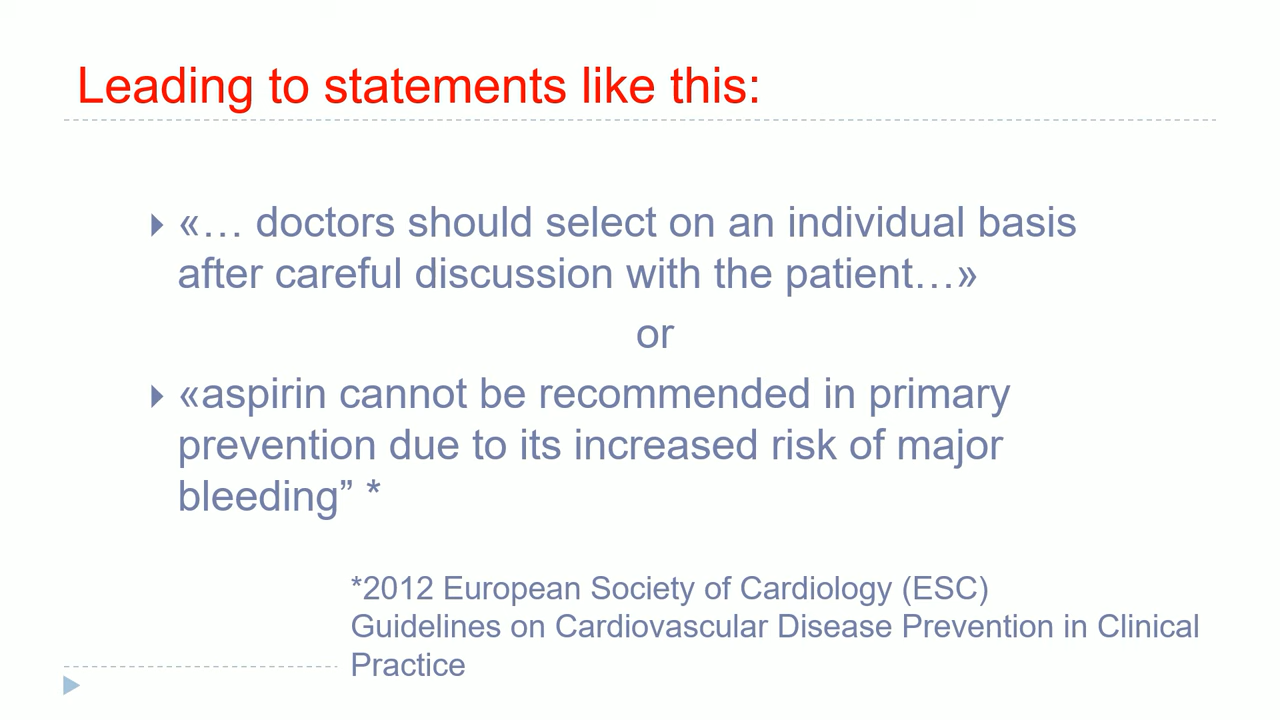 Leading to statements like this:
«… doctors should select on an individual basis
after careful discussion with the patient…»
or
«aspirin cannot be recommended in primary
prevention due to its increased risk of major
bleeding” *
*2012 European Society of Cardiology (ESC)
Guidelines on Cardiovascular Disease Prevention in Clinical
Practice